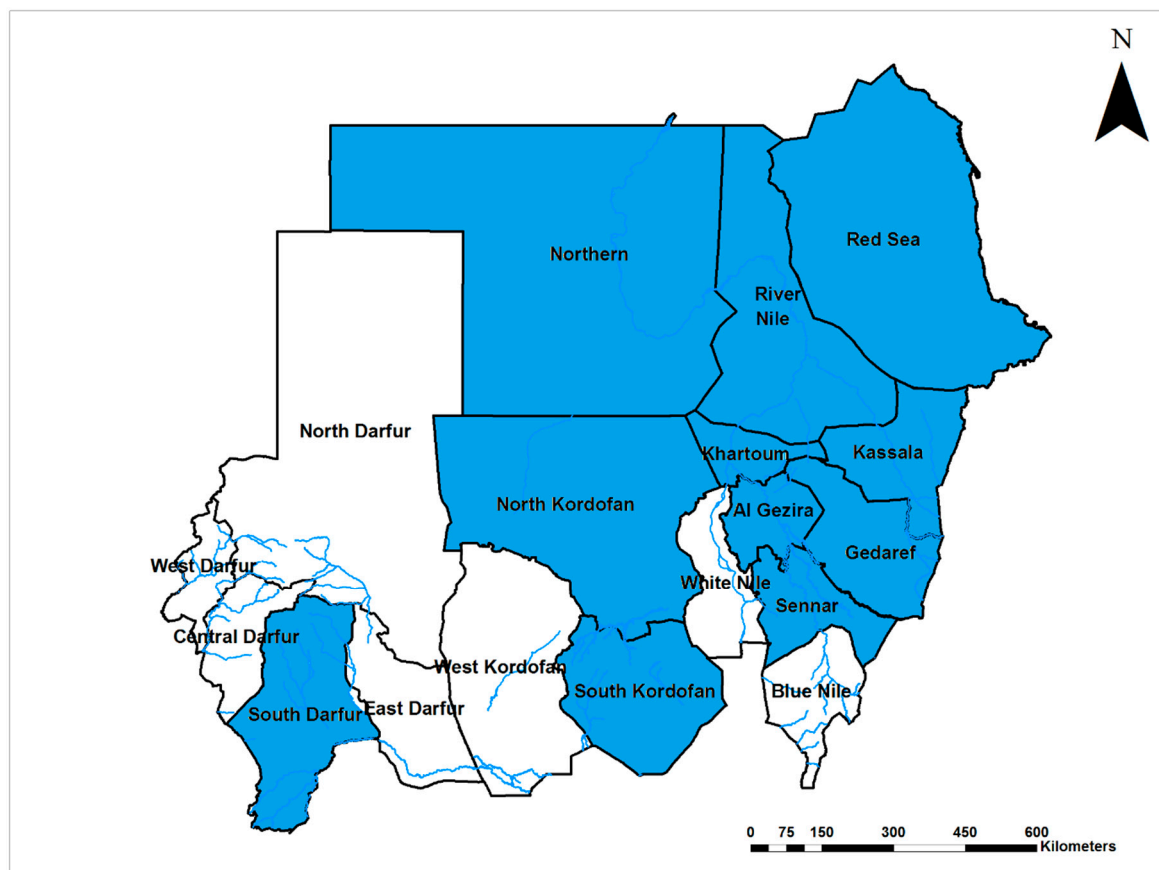 N
Red Sea
Northern
River
Nile
North Darfur
Khartoum
Kassala
North Kordofan
Al Gezira
Gedaref
West Darfur
White Nile
Sennar
Central Darfur
West Kordofan
South Kordofan
Blue Nile
South Darfur
East Darfur
0 75 150 300 450 600
Kilometers